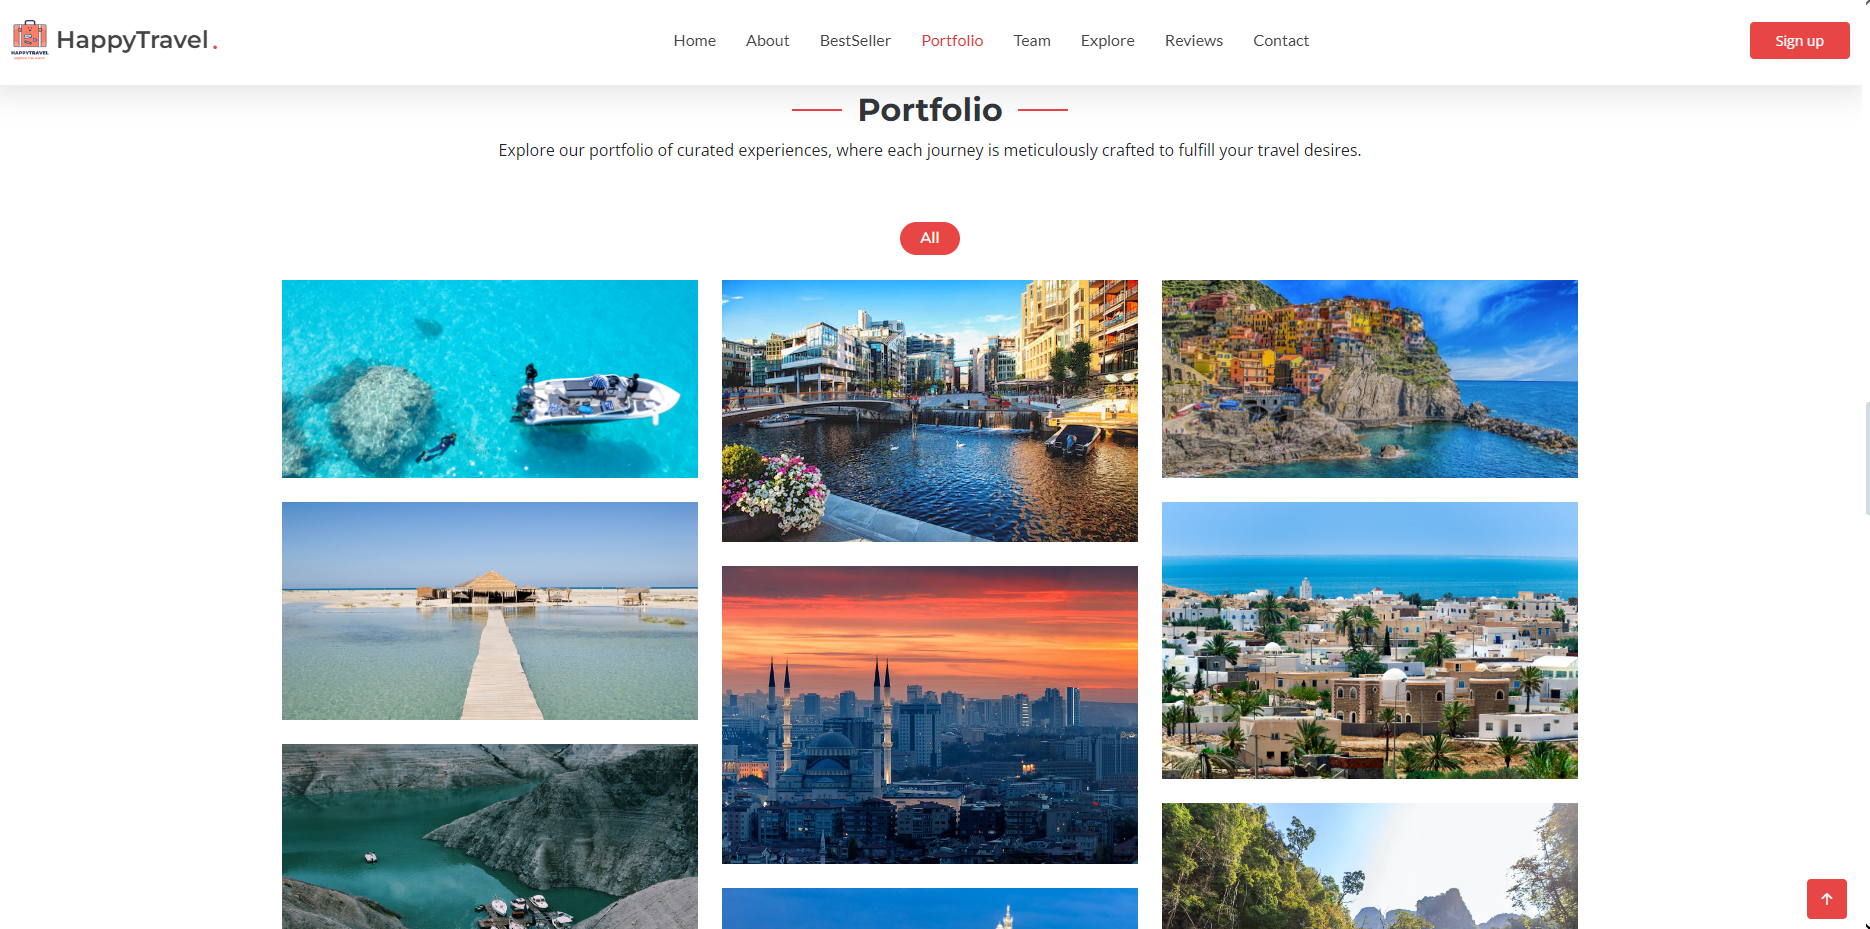 HAPPYTRAVEL
HappyTravel.
Home About BestSeller Portfolio Team Explore Reviews Contact
Sign up
Portfolio
Explore our portfolio of curated experiences, where each journey is meticulously crafted to fulfill your travel desires.
All